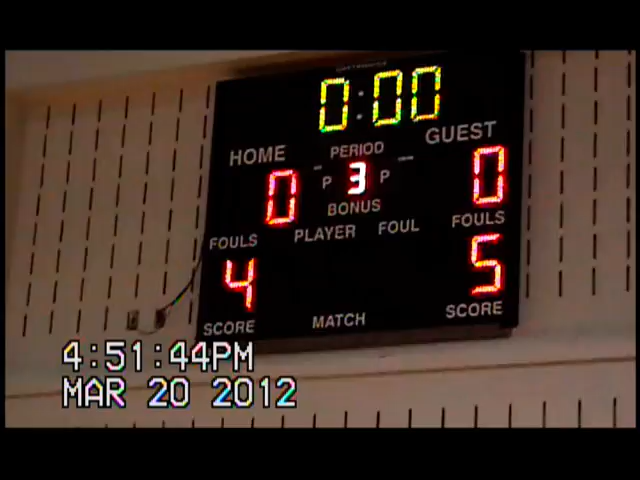 0:00
HOME PERIOD GUEST
0 P 3 P 0
BONUS
FOULS PLAYER FOUL FOULS
4 5
SCORE MATCH SCORE
4:51:44PM
MAR 20 2012